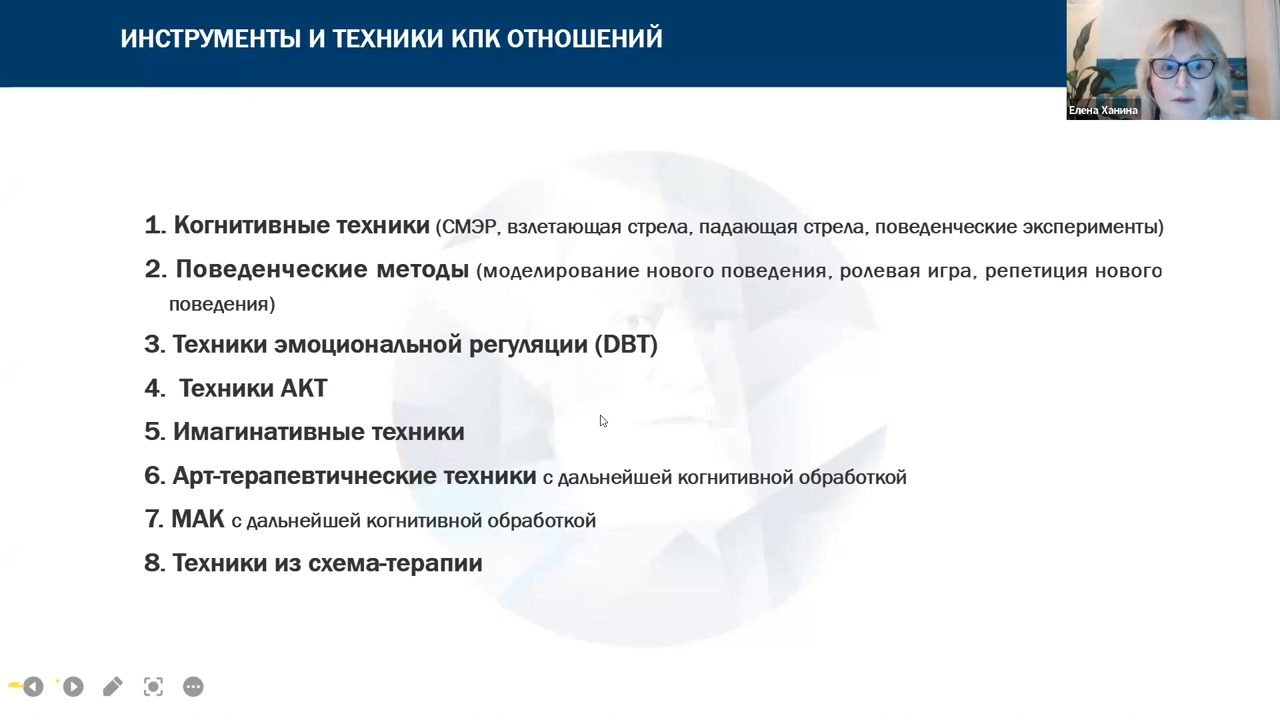 ИНСТРУМЕНТЫ И ТЕХНИКИ КПК ОТНОШЕНИЙ
Елена Ханина
1. Когнитивные техники (СМЭР, взлетающая стрела, падающая стрела, поведенческие эксперименты)
2. Поведенческие методы (моделирование нового поведения, ролевая игра, репетиция нового
поведения)
3. Техники эмоциональной регуляции (DBT)
4. Техники АКТ
5. Имагинативные техники
6. Арт-терапевтичнеские техники с дальнейшей когнитивной обработкой
7. МАК с дальнейшей когнитивной обработкой
8. Техники из схема-терапии